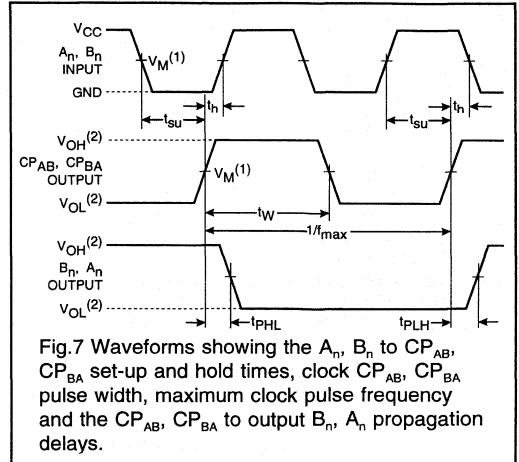 VCC
An, Bn
INPUT
VM(1)
GND
th
th
tsu
tsu
VOH(2)
CPAB, CPBA
OUTPUT
VM(1)
VOL(2)
tW
1/fmax
VOH(2)
Bn, An
OUTPUT
VOL(2)
tPHL
tPLH
Fig.7 Waveforms showing the An, Bn to CPAB,
CPBA set-up and hold times, clock CPAB, CPBA
pulse width, maximum clock pulse frequency
and the CPAB, CPBA to output Bn, An propagation
delays.